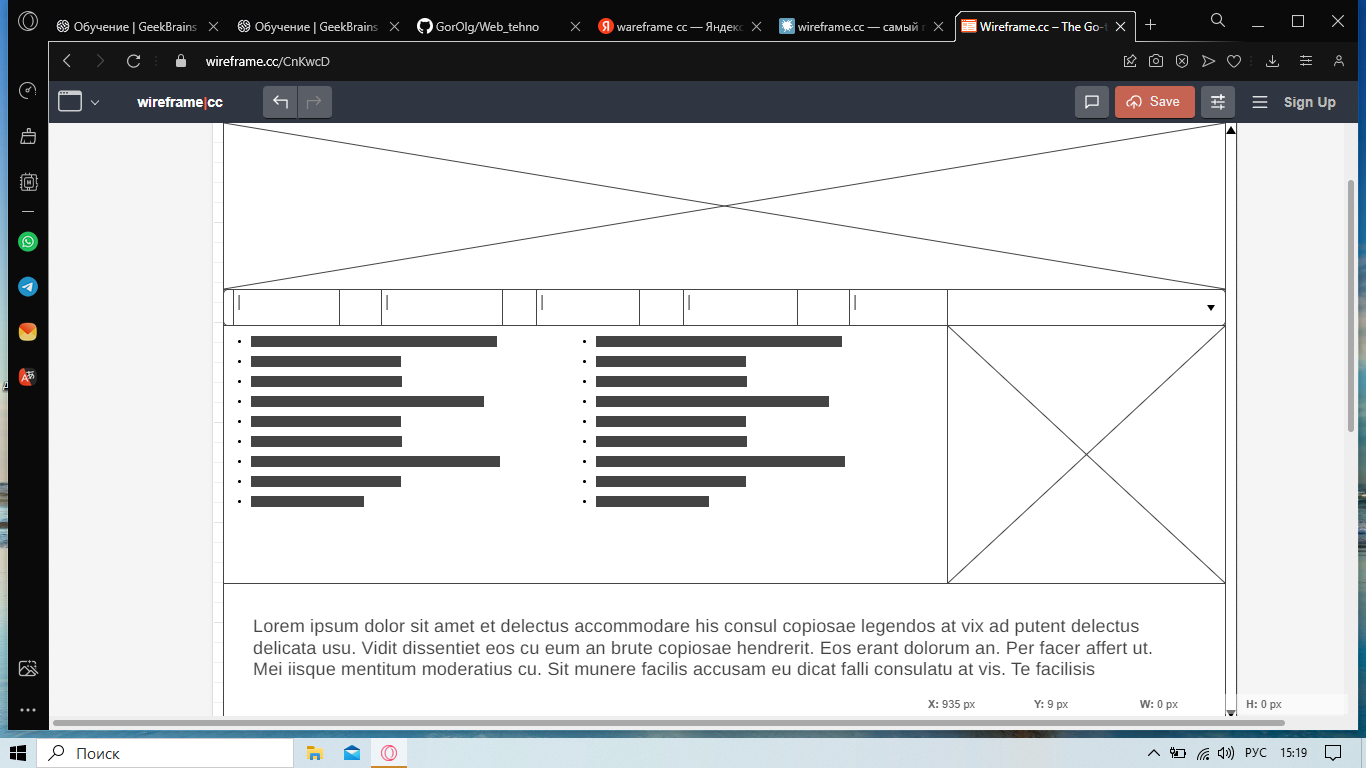 Обучение | GeekBrains
Обучение | GeekBrains
GorOlg/Web_tehno
wareframe cc — Яндекс
wireframe.cc — самый п
Wireframe.cc – The Go-t
wireframe.cc/CnKwcD
wireframe|cc
Save
Sign Up
Lorem ipsum dolor sit amet et delectus accommodare his consul copiosae legendos at vix ad putent delectus
delicata usu. Vidit dissentiet eos cu eum an brute copiosae hendrerit. Eos erant dolorum an. Per facer affert ut.
Mei iisque mentitum moderatius cu. Sit munere facilis accusam eu dicat falli consulatu at vis. Te facilisis
X: 935 px
Y: 9 px
W: 0 px
H: 0 px
Поиск
РУС
15:19